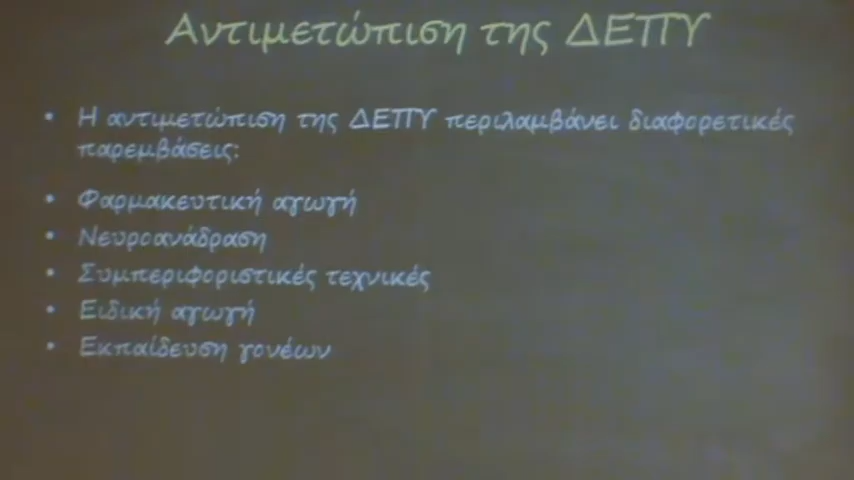 Αντιμετώπιση της ΔΕΠΥ
• Η αντιμετώπιση της ΔΕΠΥ περιλαμβάνει διαφορετικές
παρεμβάσεις:
• Φαρμακευτική αγωγή
• Νευροανάδραση
• Συμπεριφοριστικές τεχνικές
• Ειδική αγωγή
• Εκπαίδευση γονέων